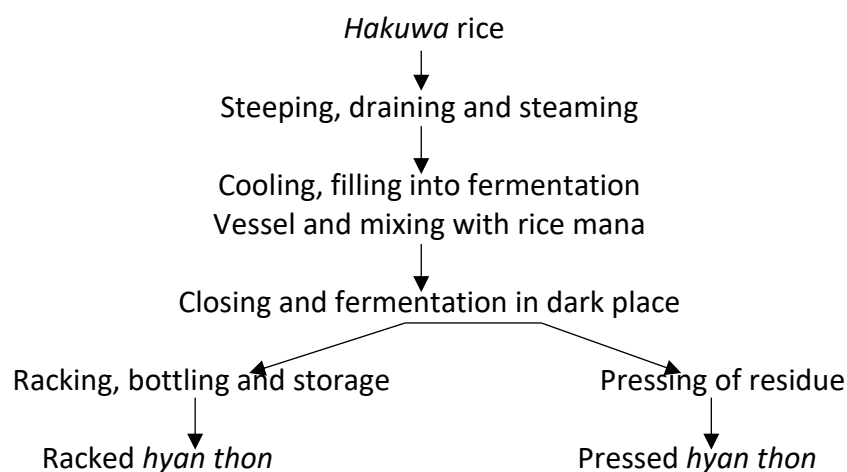 Hakuwa rice
Steeping, draining and steaming
Cooling, filling into fermentation
Vessel and mixing with rice mana
Closing and fermentation in dark place
Racking, bottling and storage
Pressing of residue
Racked hyan thon
Pressed hyan thon